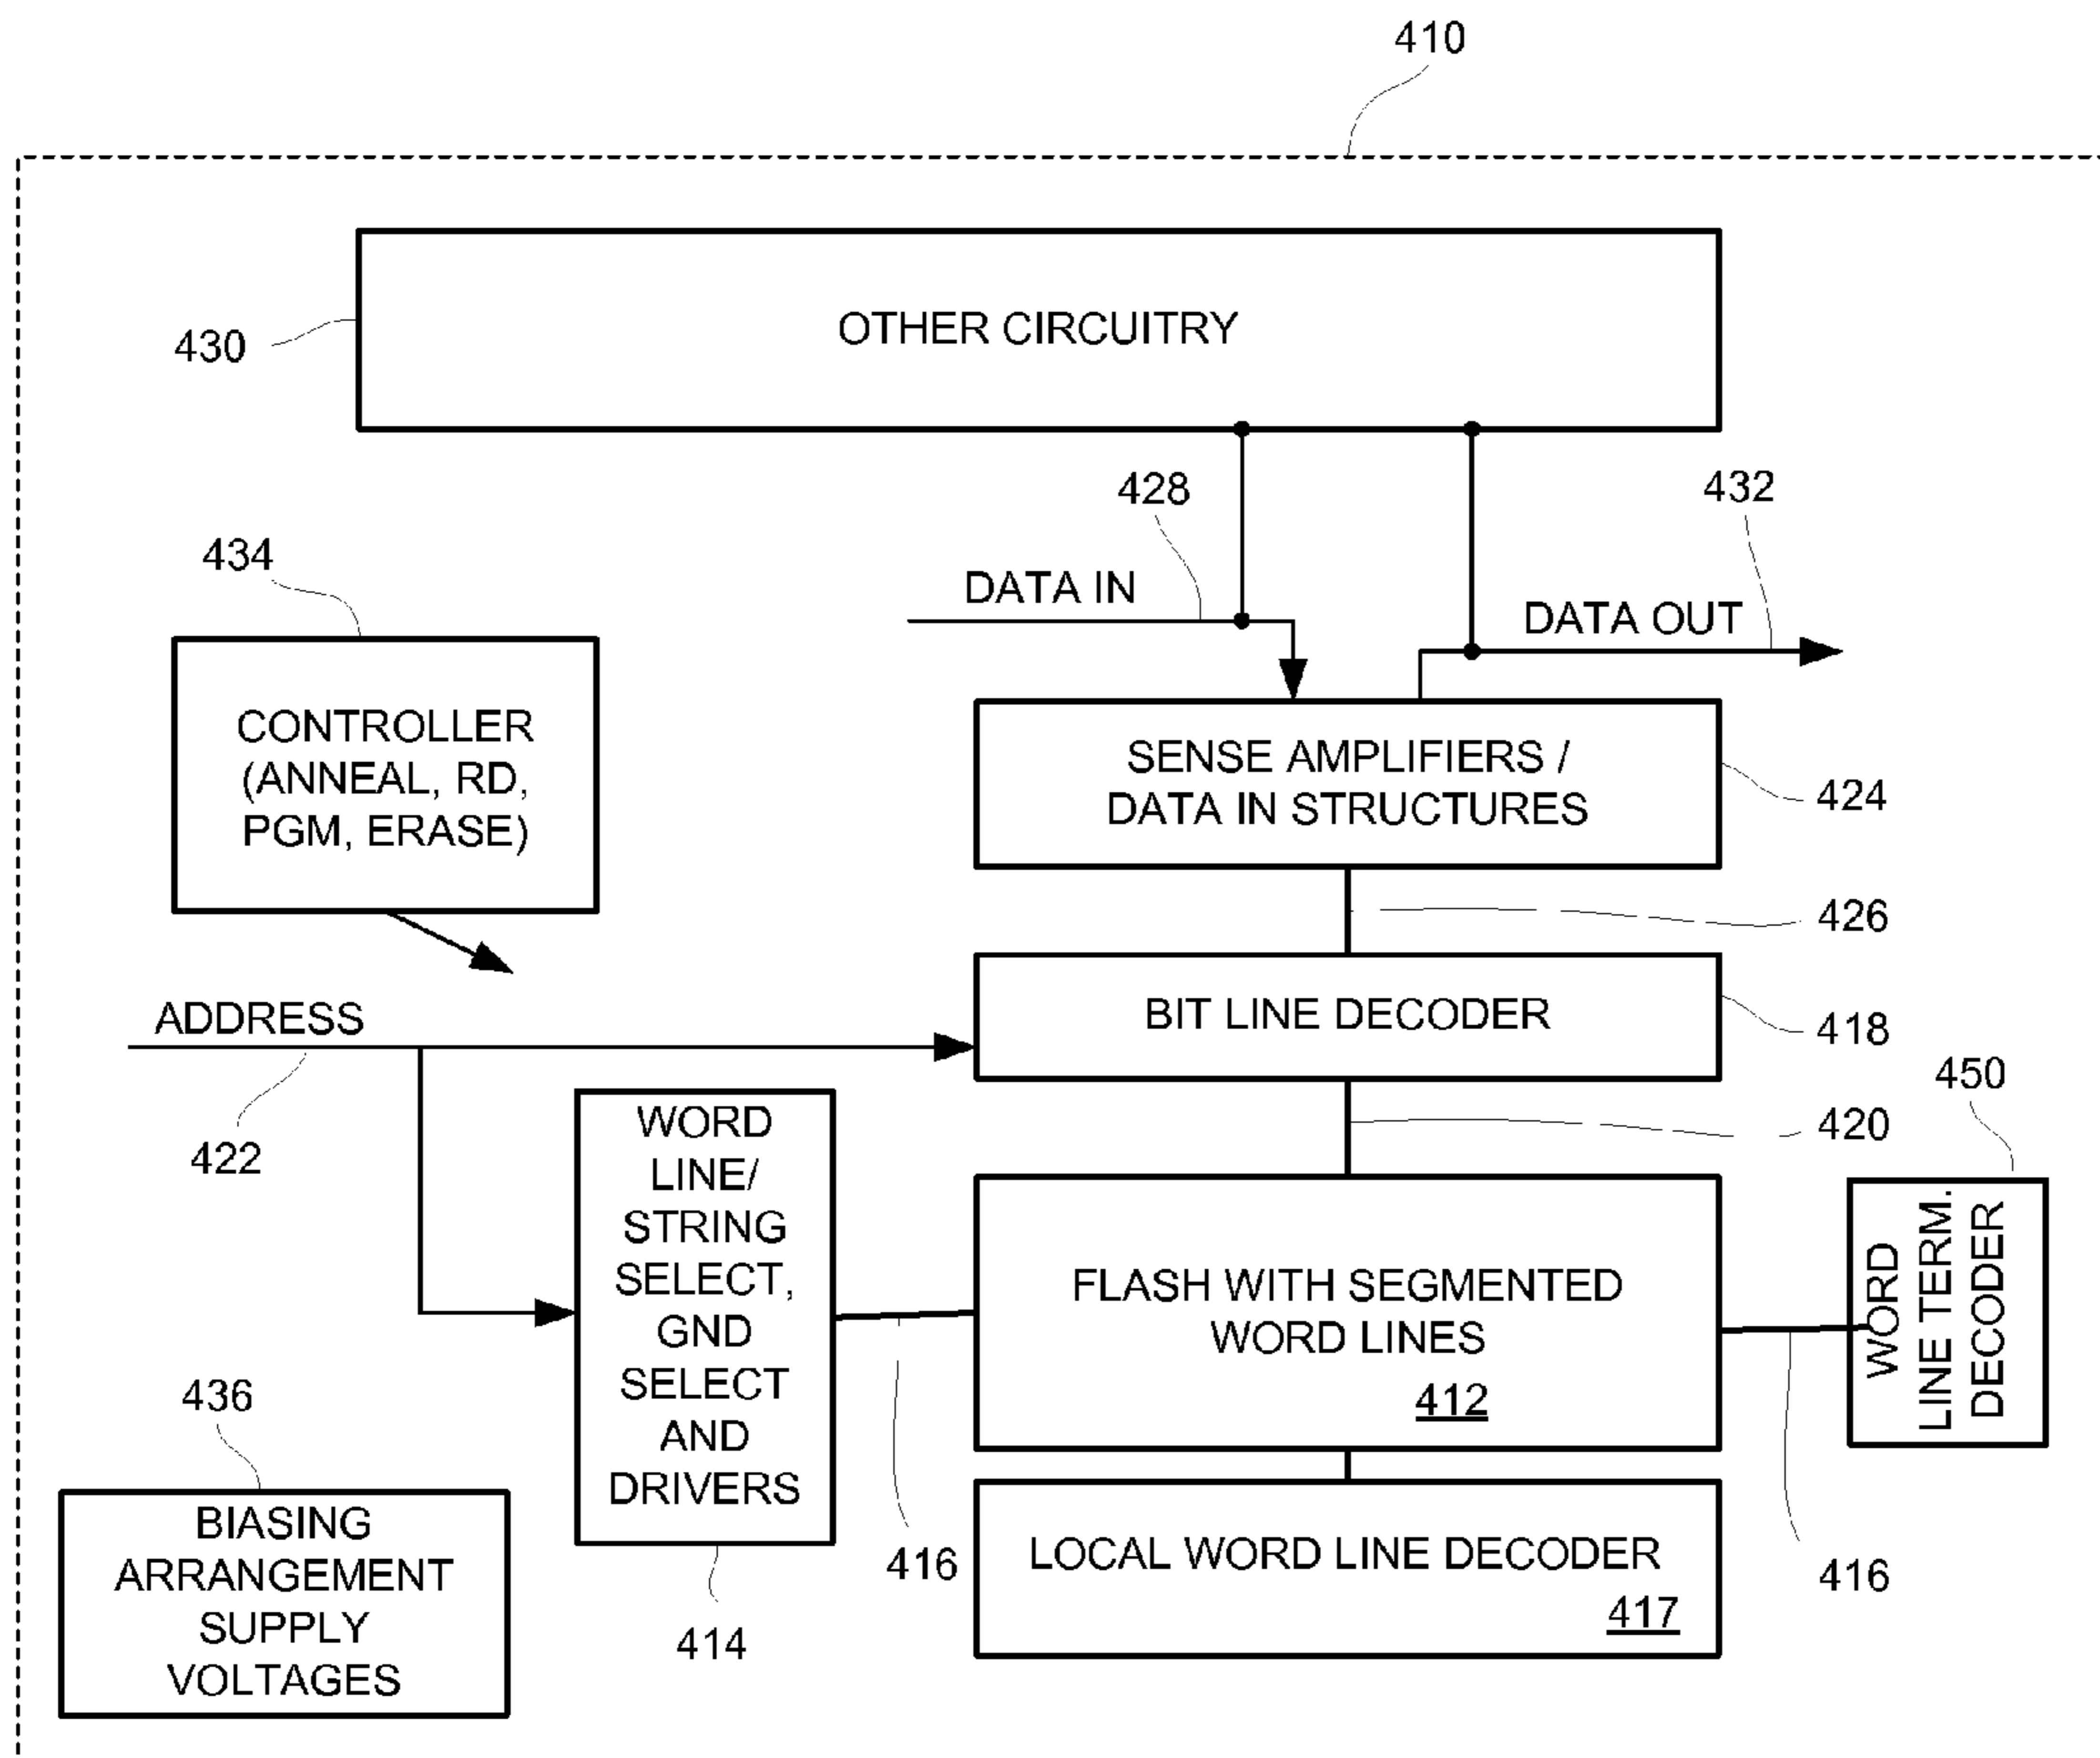 410
OTHER CIRCUITRY
430
428
432
DATA IN
DATA OUT
434
CONTROLLER
(ANNEAL, RD,
PGM, ERASE)
SENSE AMPLIFIERS /
DATA IN STRUCTURES
424
426
ADDRESS
422
BIT LINE DECODER
418
450
420
WORD
LINE/
STRING
SELECT,
GND
SELECT
AND
DRIVERS
414
416
FLASH WITH SEGMENTED
WORD LINES
412
WORD
LINE TERM.
DECODER
416
436
BIASING
ARRANGEMENT
SUPPLY
VOLTAGES
LOCAL WORD LINE DECODER
417